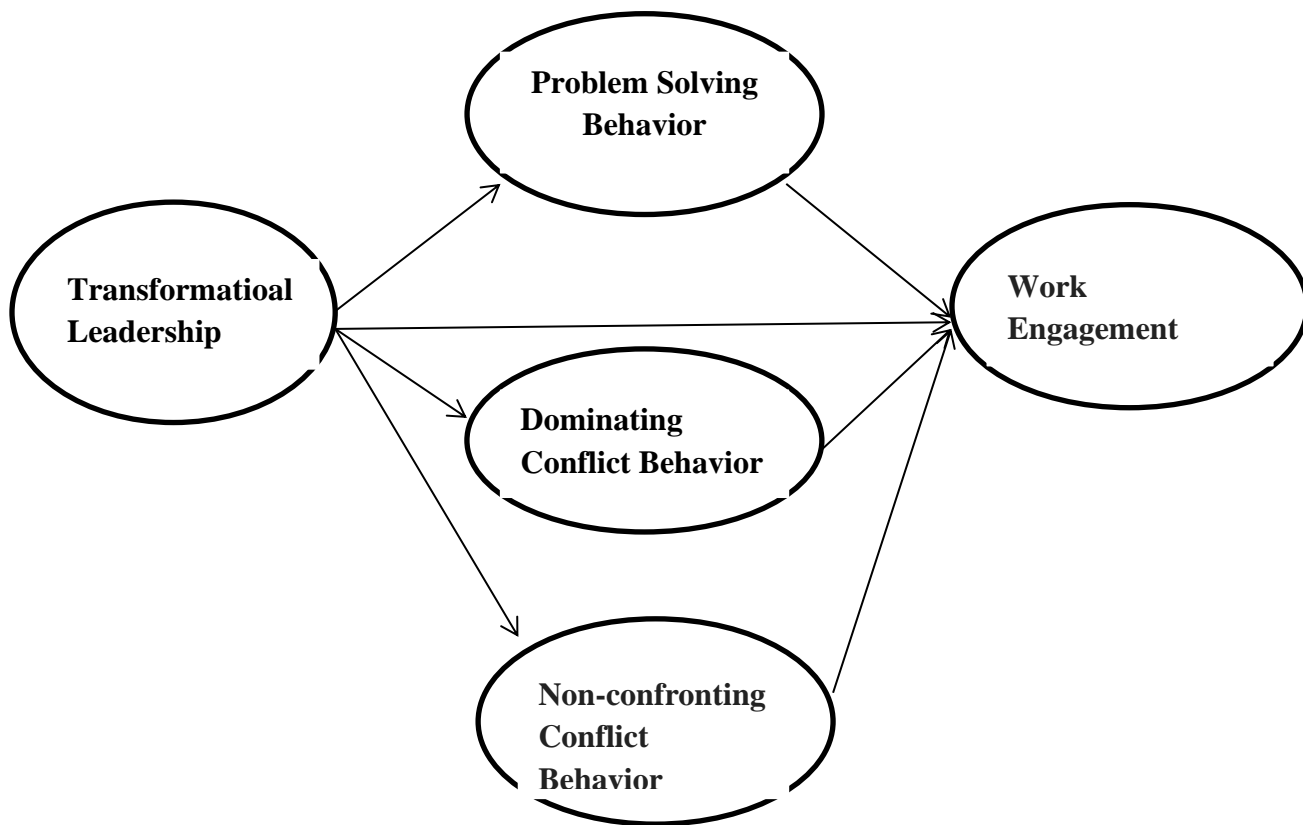 Problem Solving
Behavior
Transformatioal
Leadership
Work
Engagement
Dominating
Conflict Behavior
Non-confronting
Conflict
Behavior